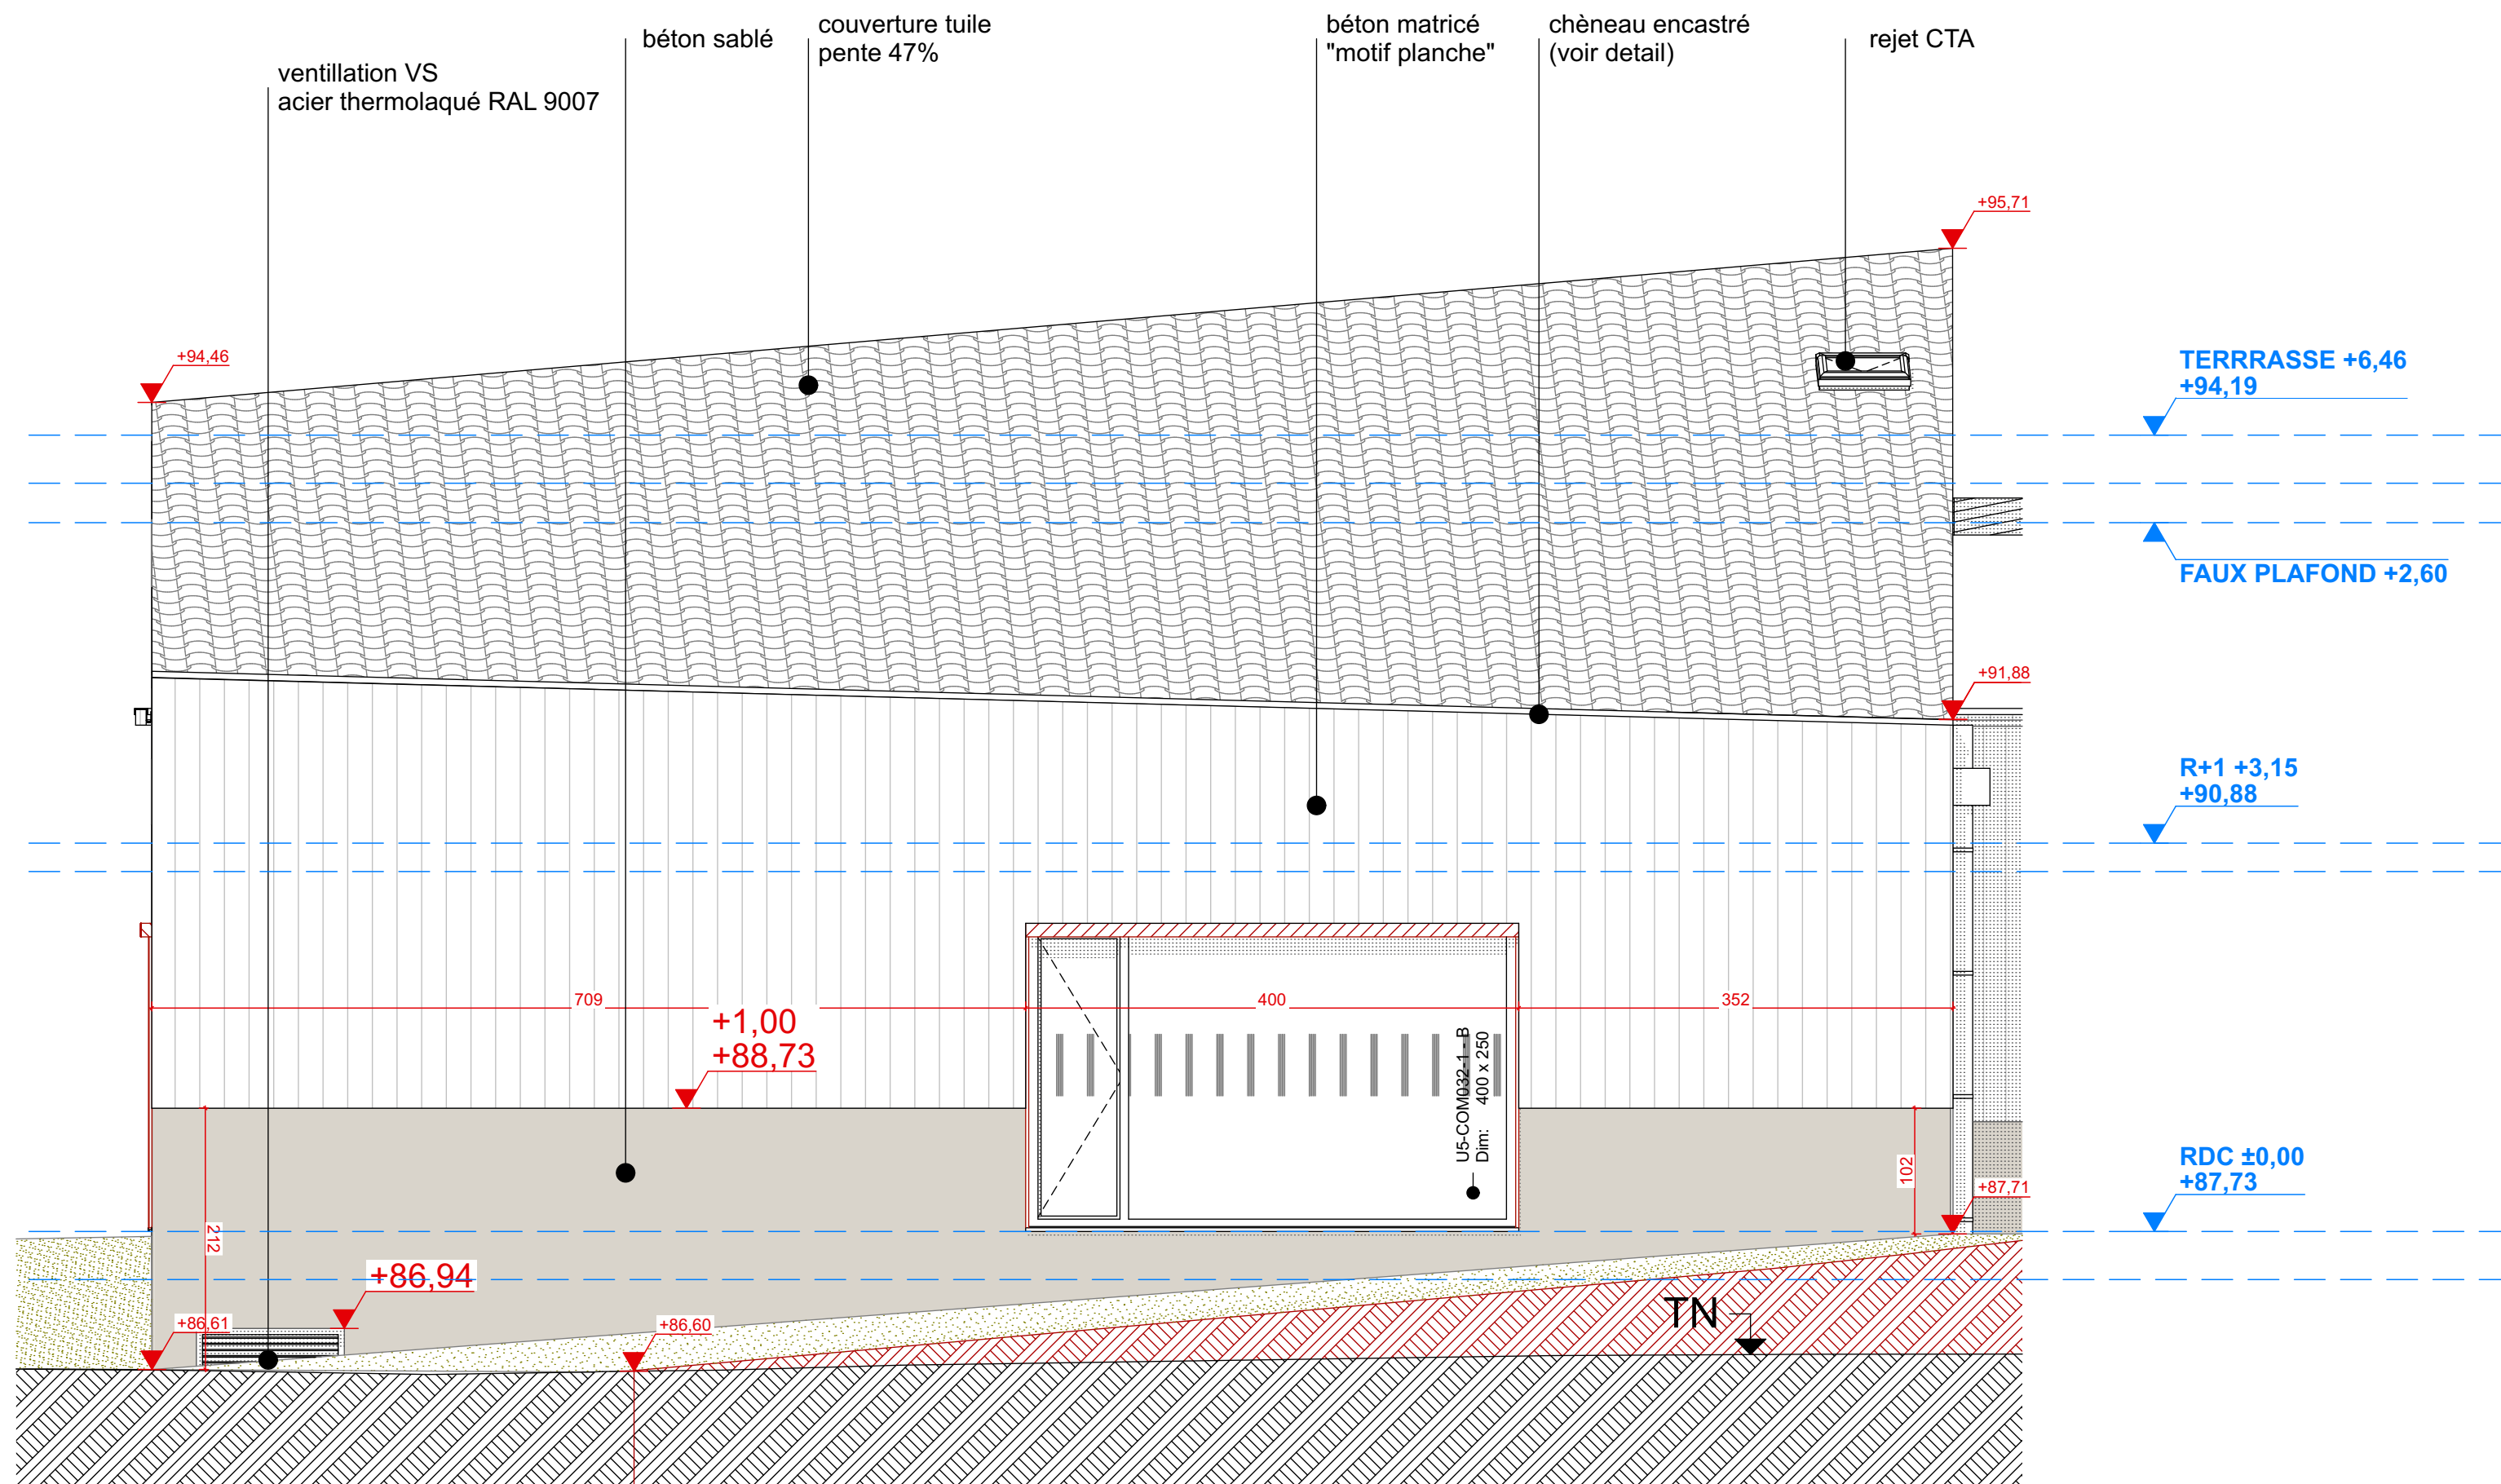 ventillation VS
acier thermolaqué RAL 9007
béton sablé
couverture tuile
pente 47%
béton matricé
"motif planche"
chèneau encastré
(voir detail)
rejet CTA
+95,71
+94,46
TERRRASSE +6,46
+94,19
FAUX PLAFOND +2,60
+91,88
R+1 +3,15
+90,88
709
400
352
+1,00
+88,73
U5-COM032-1 - B
Dim: 400 x 250
102
RDC ±0,00
+87,73
+87,71
212
+86,94
+86,61
+86,60
TN